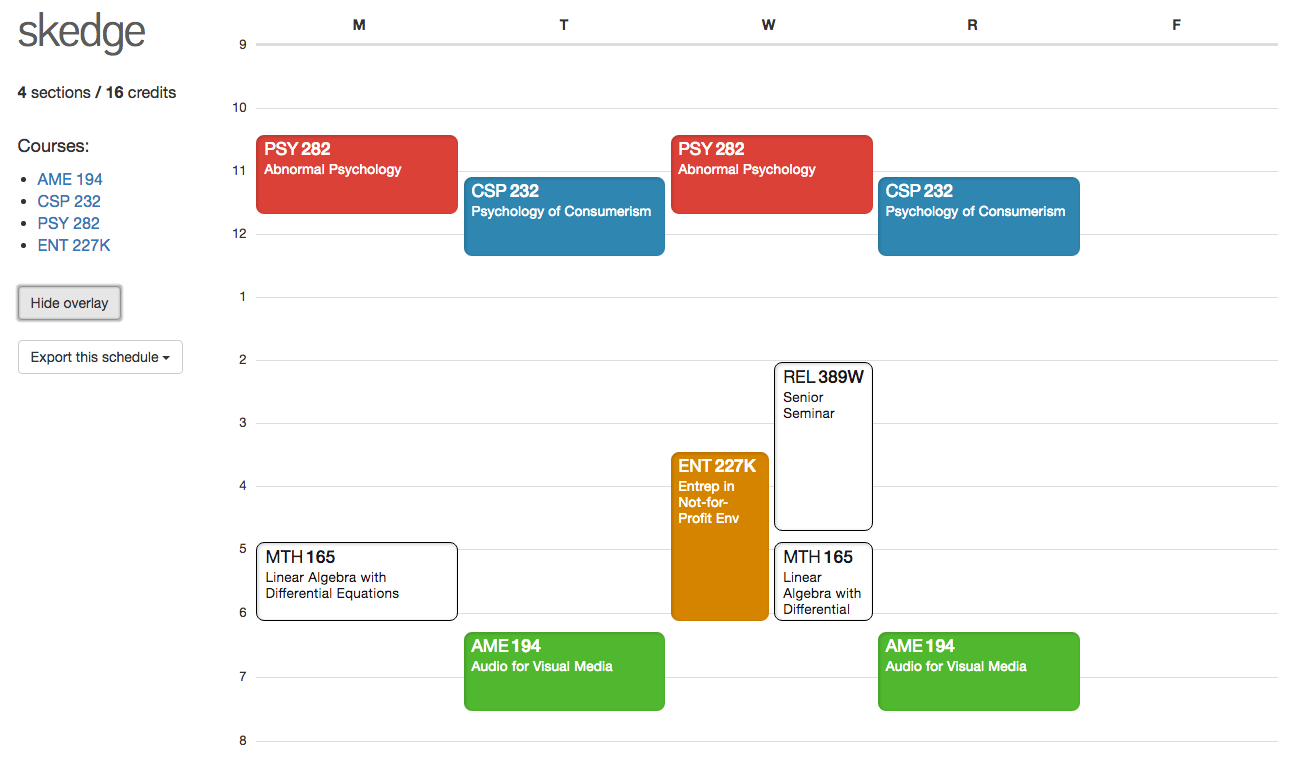 skedge
4 sections / 16 credits
Courses:
AME 194
CSP 232
PSY 282
ENT 227K
Hide overlay
Export this schedule
M T W R F
9
10
11
12
1
2
3
4
5
6
7
8
PSY 282
Abnormal Psychology
MTH 165
Linear Algebra with
Differential Equations
CSP 232
Psychology of Consumerism
AME 194
Audio for Visual Media
PSY 282
Abnormal Psychology
REL 389W
Senior
Seminar
ENT 227K
Entrep in
Not-for-
Profit Env
MTH 165
Linear
Algebra with
Differential
CSP 232
Psychology of Consumerism
AME 194
Audio for Visual Media